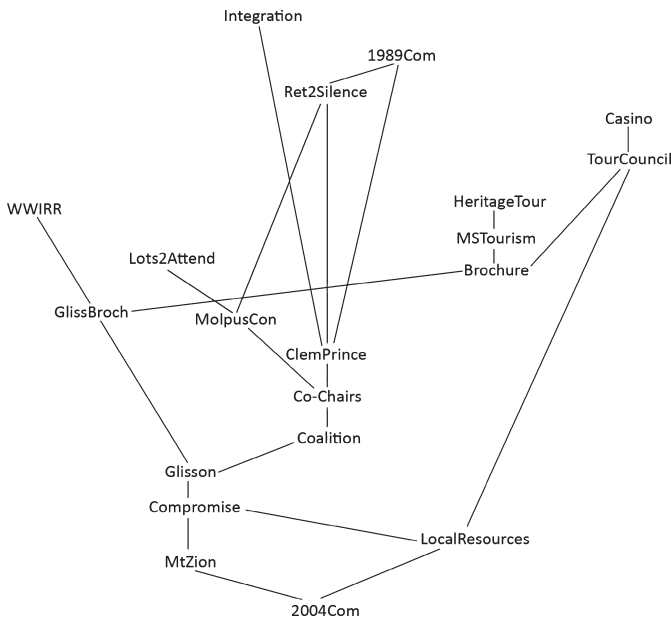 Integration
1989Com
Ret2Silence
Casino
TourCouncil
HeritageTour
WWIRR
MSTourism
Lots2Attend
Brochure
GlissBroch
MolpusCon
ClemPrince
Co-Chairs
Coalition
Glisson
Compromise
LocalResources
MtZion
2004Com